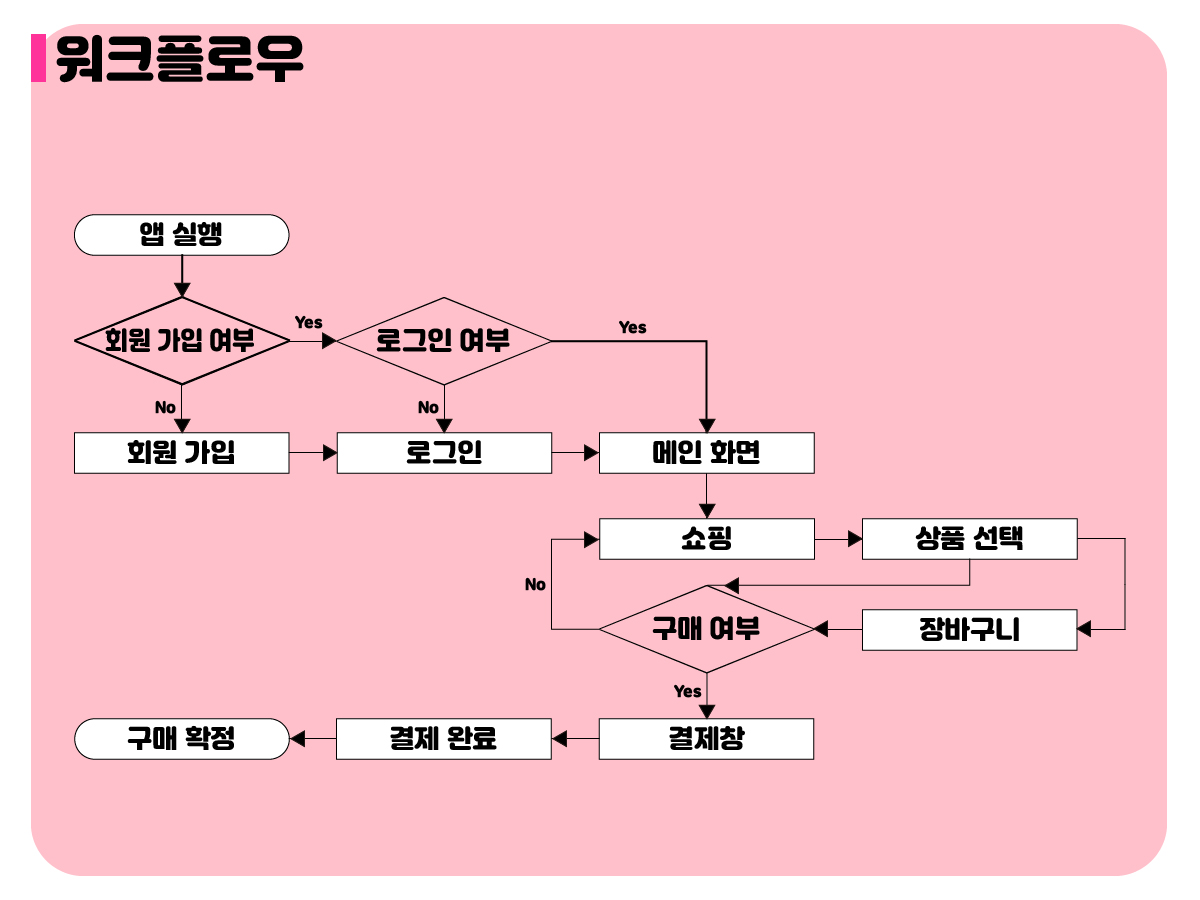 워크플로우
앱 실행
회원 가입 여부
Yes
로그인 여부
Yes
No
No
회원 가입
로그인
메인 화면
쇼핑
상품 선택
No
구매 여부
장바구니
Yes
구매 확정
결제 완료
결제창